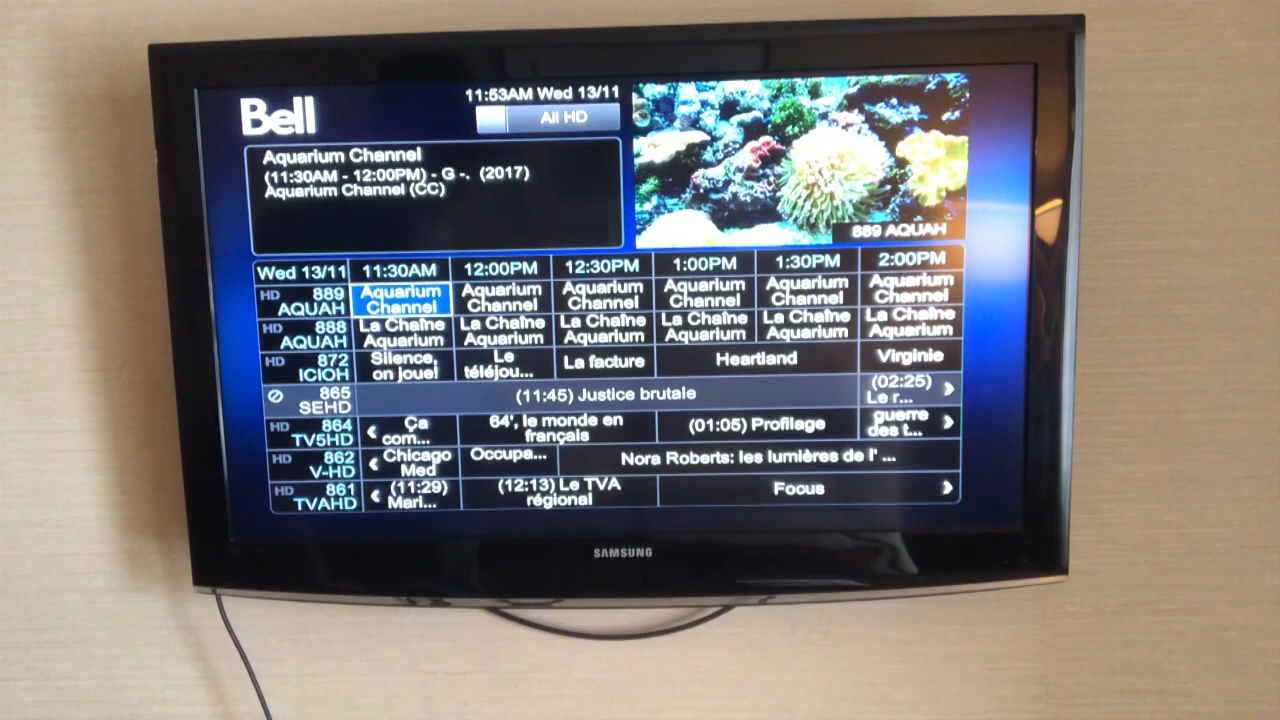 Bell
11:53AM Wed 13/11
All HD
Aquarium Channel
(11:30AM - 12:00PM) - G -. (2017)
Aquarium Channel (CC)
889 AQUAH
Wed 13/11 11:30AM 12:00PM 12:30PM 1:00PM 1:30PM 2:00PM
HD 889 Aquarium Aquarium Aquarium Aquarium Aquarium Aquarium
AQUAH Channel Channel Channel Channel Channel Channel
HD 888 La Chaîne La Chaîne La Chaîne La Chaîne La Chaîne La Chaîne
AQUAH Aquarium Aquarium Aquarium Aquarium Aquarium Aquarium
HD 872 Silence, Le La facture Heartland Virginie
ICIOH on joue! téléjou...
865 (11:45) Justice brutale (02:25)
SEHD Le r...
HD 864 Ça 64', le monde en (01:05) Profilage guerre
TV5HD com... français des t...
HD 862 Chicago Occupa... Nora Roberts: les lumières de l' ...
V-HD Med
HD 861 (11:29) (12:13) Le TVA Focus
TVAHD Mari... régional
SAMSUNG